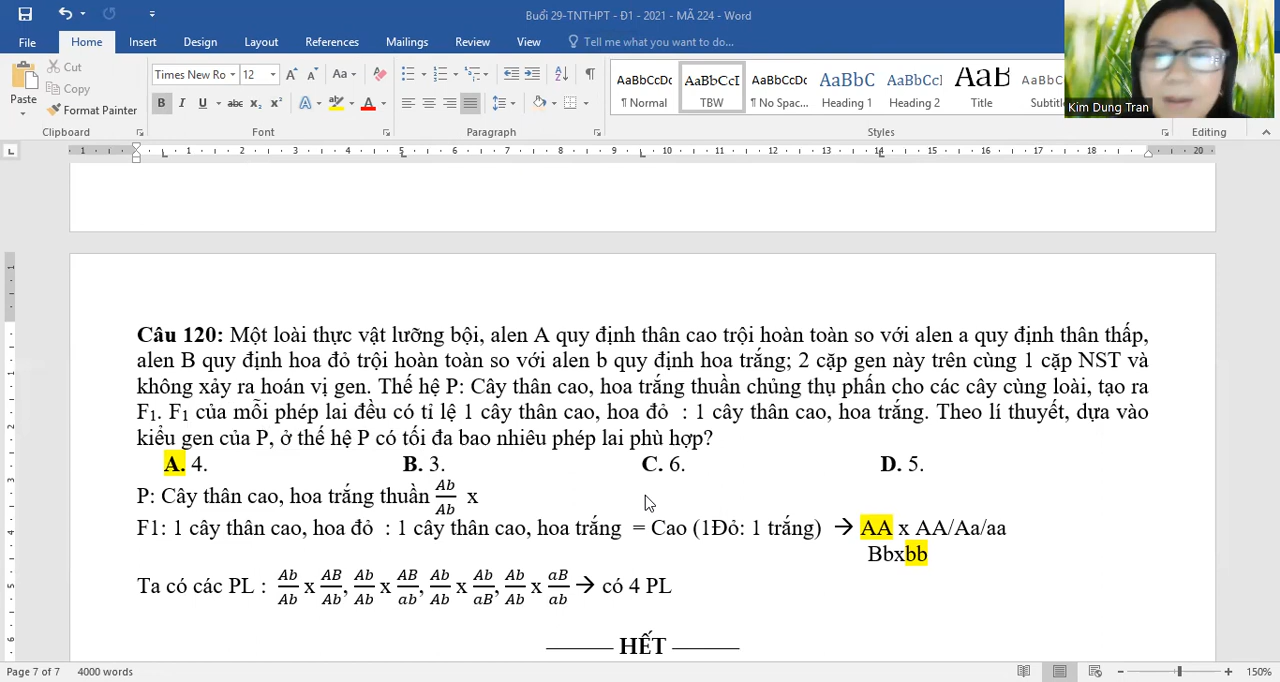 Buổi 29-TNTHPT - Đ1 - 2021 - MÃ 224 - Word
File Home Insert Design Layout References Mailings Review View Tell me what you want to do...
Paste Cut Copy Format Painter
Times New Ro 12
AaBbCcDc AaBbCcI AaBbCcDc AaBbC AaBbCcI AaB AaBbCcD
¶ Normal TBW ¶ No Spac... Heading 1 Heading 2 Title Subtitl
Kim Dung Tran
Clipboard Font Paragraph Styles Editing
Câu 120: Một loài thực vật lưỡng bội, alen A quy định thân cao trội hoàn toàn so với alen a quy định thân thấp,
alen B quy định hoa đỏ trội hoàn toàn so với alen b quy định hoa trắng; 2 cặp gen này trên cùng 1 cặp NST và
không xảy ra hoán vị gen. Thế hệ P: Cây thân cao, hoa trắng thuần chủng thụ phấn cho các cây cùng loài, tạo ra
F1. F1 của mỗi phép lai đều có tỉ lệ 1 cây thân cao, hoa đỏ : 1 cây thân cao, hoa trắng. Theo lí thuyết, dựa vào
kiểu gen của P, ở thế hệ P có tối đa bao nhiêu phép lai phù hợp?
A. 4. B. 3. C. 6. D. 5.
P: Cây thân cao, hoa trắng thuần Ab/Ab x
F1: 1 cây thân cao, hoa đỏ : 1 cây thân cao, hoa trắng = Cao (1Đỏ: 1 trắng) → AA x AA/Aa/aa
Bbxbb
Ta có các PL : Ab/Ab x AB/Ab, Ab/Ab x AB/ab, Ab/Ab x Ab/aB, Ab/Ab x aB/ab → có 4 PL
HẾT
Page 7 of 7 4000 words 150%